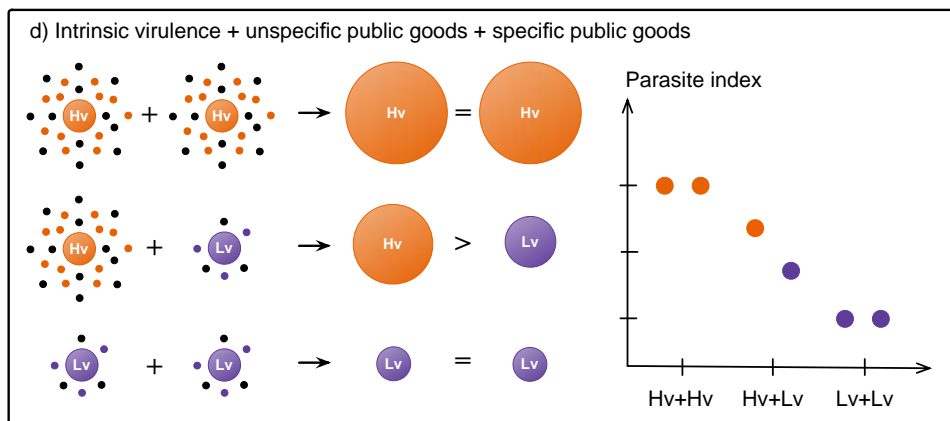 d) Intrinsic virulence + unspecific public goods + specific public goods
Parasite index
Hv + Hv → Hv = Hv
Hv + Lv → Hv > Lv
Lv + Lv → Lv = Lv
Hv+Hv Hv+Lv Lv+Lv